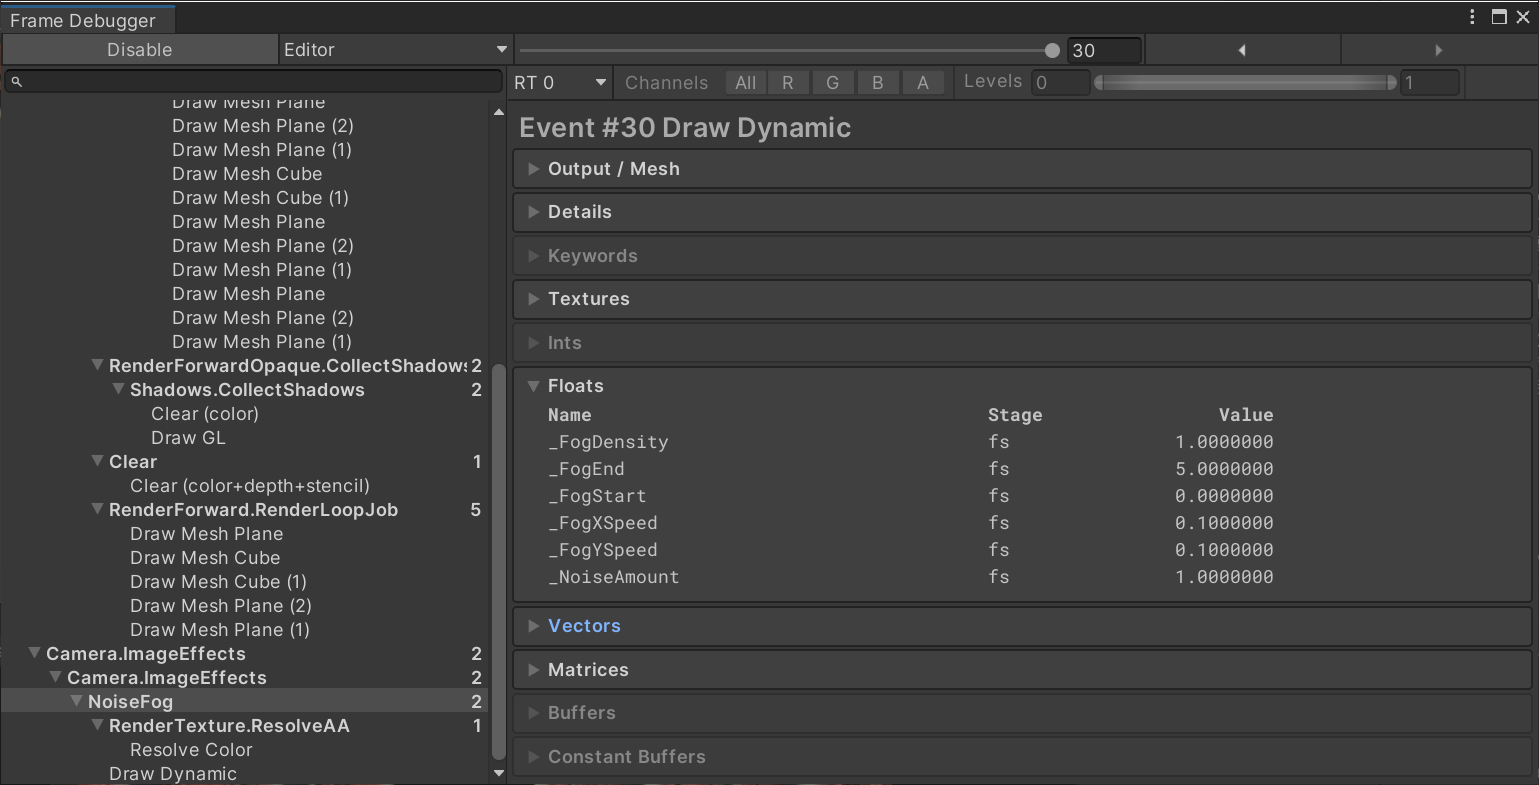 Frame Debugger
Disable
Editor
30
RT 0
Channels
All
R
G
B
A
Levels
0
1
Draw Mesh Plane
Draw Mesh Plane (2)
Draw Mesh Plane (1)
Draw Mesh Cube
Draw Mesh Cube (1)
Draw Mesh Plane
Draw Mesh Plane (2)
Draw Mesh Plane (1)
Draw Mesh Plane
Draw Mesh Plane (2)
Draw Mesh Plane (1)
RenderForwardOpaque.CollectShadows 2
Shadows.CollectShadows 2
Clear (color)
Draw GL
Clear 1
Clear (color+depth+stencil)
RenderForward.RenderLoopJob 5
Draw Mesh Plane
Draw Mesh Cube
Draw Mesh Cube (1)
Draw Mesh Plane (2)
Draw Mesh Plane (1)
Camera.ImageEffects 2
Camera.ImageEffects 2
NoiseFog 2
RenderTexture.ResolveAA 1
Resolve Color
Draw Dynamic
Event #30 Draw Dynamic
Output / Mesh
Details
Keywords
Textures
Ints
Floats
Name Stage Value
_FogDensity fs 1.0000000
_FogEnd fs 5.0000000
_FogStart fs 0.0000000
_FogXSpeed fs 0.1000000
_FogYSpeed fs 0.1000000
_NoiseAmount fs 1.0000000
Vectors
Matrices
Buffers
Constant Buffers